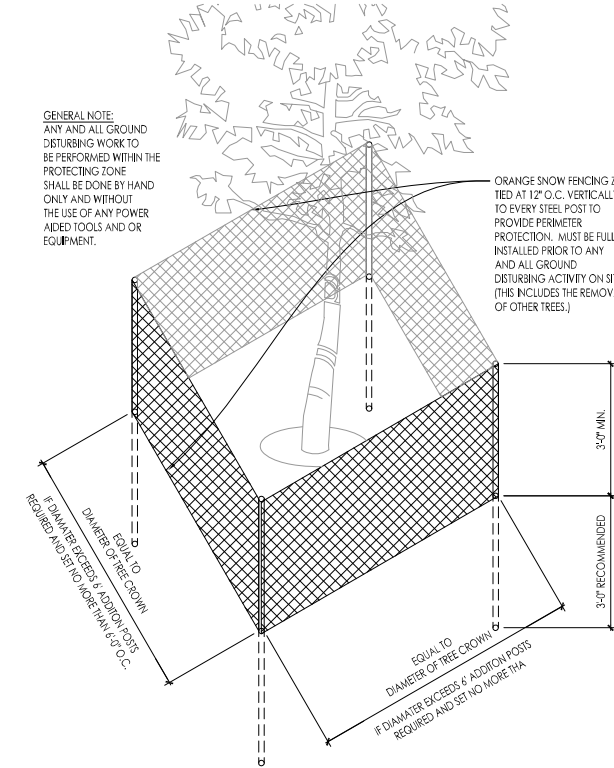 GENERAL NOTE:
ANY AND ALL GROUND
DISTURBING WORK TO
BE PERFORMED WITHIN THE
PROTECTING ZONE
SHALL BE DONE BY HAND
ONLY AND WITHOUT
THE USE OF ANY POWER
AIDED TOOLS AND OR
EQUIPMENT.
ORANGE SNOW FENCING
TIED AT 12" O.C. VERTICALL
TO EVERY STEEL POST TO
PROVIDE PERIMETER
PROTECTION. MUST BE FULL
INSTALLED PRIOR TO ANY
AND ALL GROUND
DISTURBING ACTIVITY ON SI
(THIS INCLUDES THE REMOV
OF OTHER TREES.)
3'-0" MIN.
3'-0" RECOMMENDED
EQUAL TO
DIAMETER OF TREE CROWN
IF DIAMATER EXCEEDS 6' ADDITON POSTS
REQUIRED AND SET NO MORE THAN 6'-0" O.C.
EQUAL TO
DIAMETER OF TREE CROWN
IF DIAMATER EXCEEDS 6' ADDITON POSTS
REQUIRED AND SET NO MORE THA